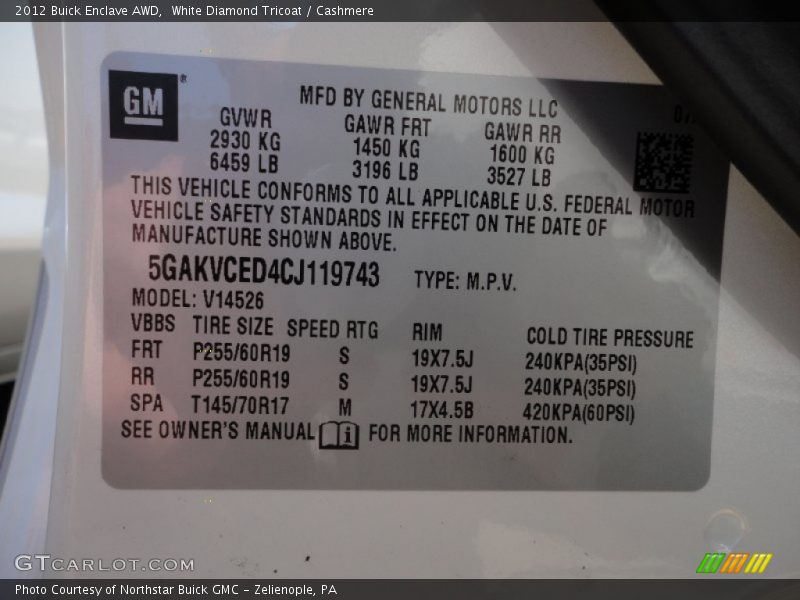 2012 Buick Enclave AWD,  White Diamond Tricoat / Cashmere
GM ®
MFD BY GENERAL MOTORS LLC
GVWR GAWR FRT GAWR RR
2930 KG 1450 KG 1600 KG
6459 LB 3196 LB 3527 LB
THIS VEHICLE CONFORMS TO ALL APPLICABLE U.S. FEDERAL MOTOR
VEHICLE SAFETY STANDARDS IN EFFECT ON THE DATE OF
MANUFACTURE SHOWN ABOVE.
5GAKVCED4CJ119743 TYPE: M.P.V.
MODEL: V14526
VBBS TIRE SIZE SPEED RTG RIM COLD TIRE PRESSURE
FRT P255/60R19 S 19X7.5J 240KPA(35PSI)
RR P255/60R19 S 19X7.5J 240KPA(35PSI)
SPA T145/70R17 M 17X4.5B 420KPA(60PSI)
SEE OWNER'S MANUAL FOR MORE INFORMATION.
GTCARLOT.COM
Photo Courtesy of Northstar Buick GMC - Zelienople, PA